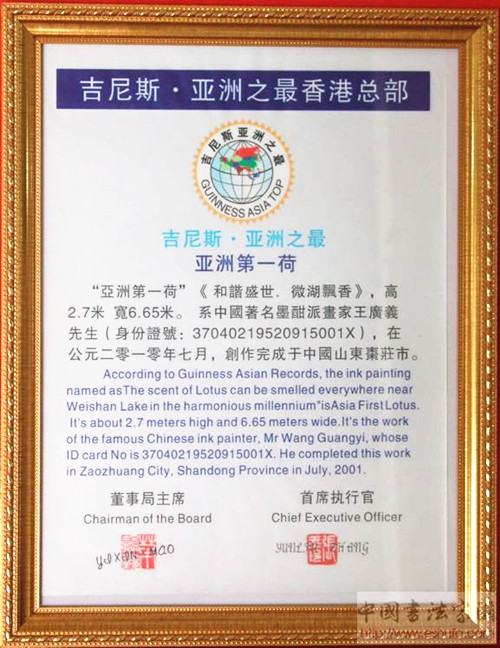 吉尼斯·亚洲之最香港总部
吉尼斯亚洲之最
GUINNESS ASIA TOP
吉尼斯·亚洲之最
亚洲第一荷
“亞洲第一荷”《和諧盛世．微湖飄香》，高
2.7米 寬6.65米。系中國著名墨酣派畫家王廣義
先生（身份證號：37040219520915001X），在
公元二零一零年七月，創作完成于中國山東棗莊市。
According to Guinness Asian Records, the ink painting
named asThe scent of Lotus can be smelled everywhere near
Weishan Lake in the harmonious millennium"isAsia First Lotus.
It's about 2.7 meters high and 6.65 meters wide.It's the work
of the famous Chinese ink painter, Mr Wang Guangyi, whose
ID card No is 37040219520915001X. He completed this work
in Zaozhuang City, Shandong Province in July, 2001.
董事局主席 首席执行官
Chairman of the Board Chief Executive Officer